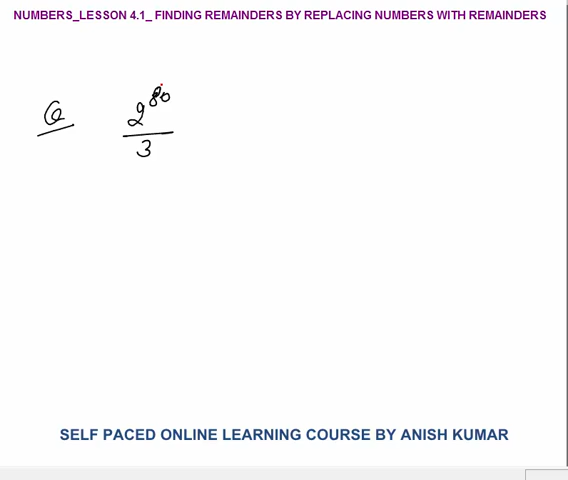 NUMBERS_LESSON 4.1_ FINDING REMAINDERS BY REPLACING NUMBERS WITH REMAINDERS
Q 2^80
3
SELF PACED ONLINE LEARNING COURSE BY ANISH KUMAR